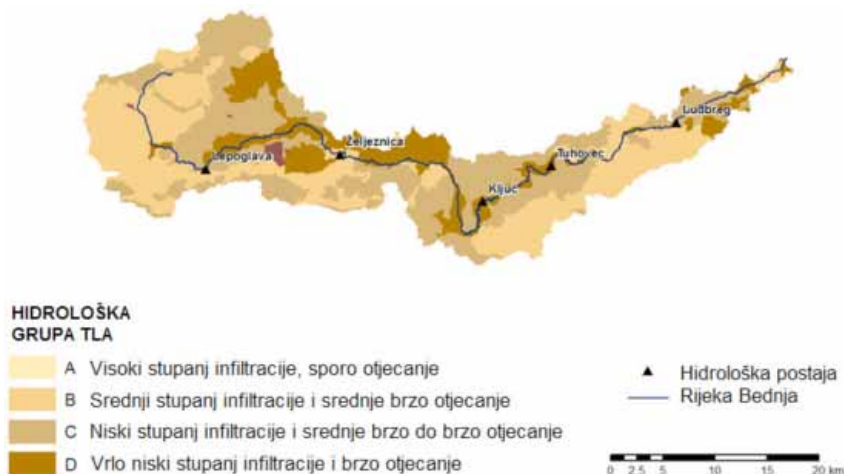 Ludbreg
Željeznica
Tuhovec
Lepoglava
Ključ
HIDROLOŠKA
GRUPA TLA
A Visoki stupanj infiltracije, sporo otjecanje
B Srednji stupanj infiltracije i srednje brzo otjecanje
C Niski stupanj infiltracije i srednje brzo do brzo otjecanje
D Vrlo niski stupanj infiltracije i brzo otjecanje
Hidrološka postaja
Rijeka Bednja
0 2.5 5 10 15 20 km